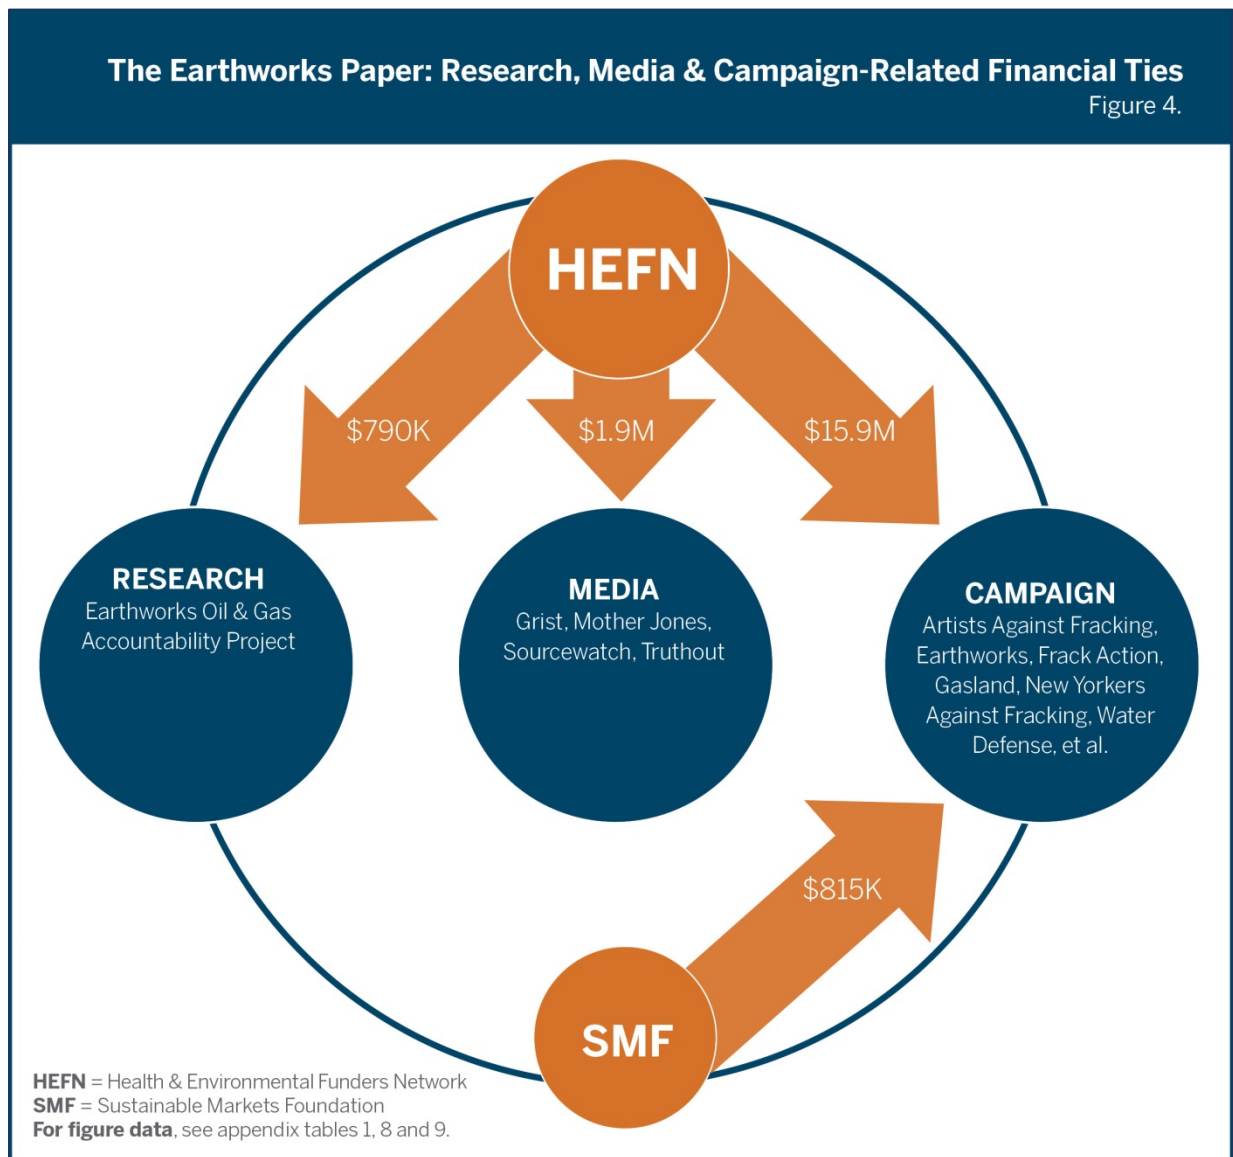 The Earthworks Paper: Research, Media & Campaign-Related Financial Ties
Figure 4.
HEFN
$790K
$1.9M
$15.9M
RESEARCH
Earthworks Oil & Gas
Accountability Project
MEDIA
Grist, Mother Jones,
Sourcewatch, Truthout
CAMPAIGN
Artists Against Fracking,
Earthworks, Frack Action,
Gasland, New Yorkers
Against Fracking, Water
Defense, et al.
$815K
SMF
HEFN = Health & Environmental Funders Network
SMF = Sustainable Markets Foundation
For figure data, see appendix tables 1, 8 and 9.